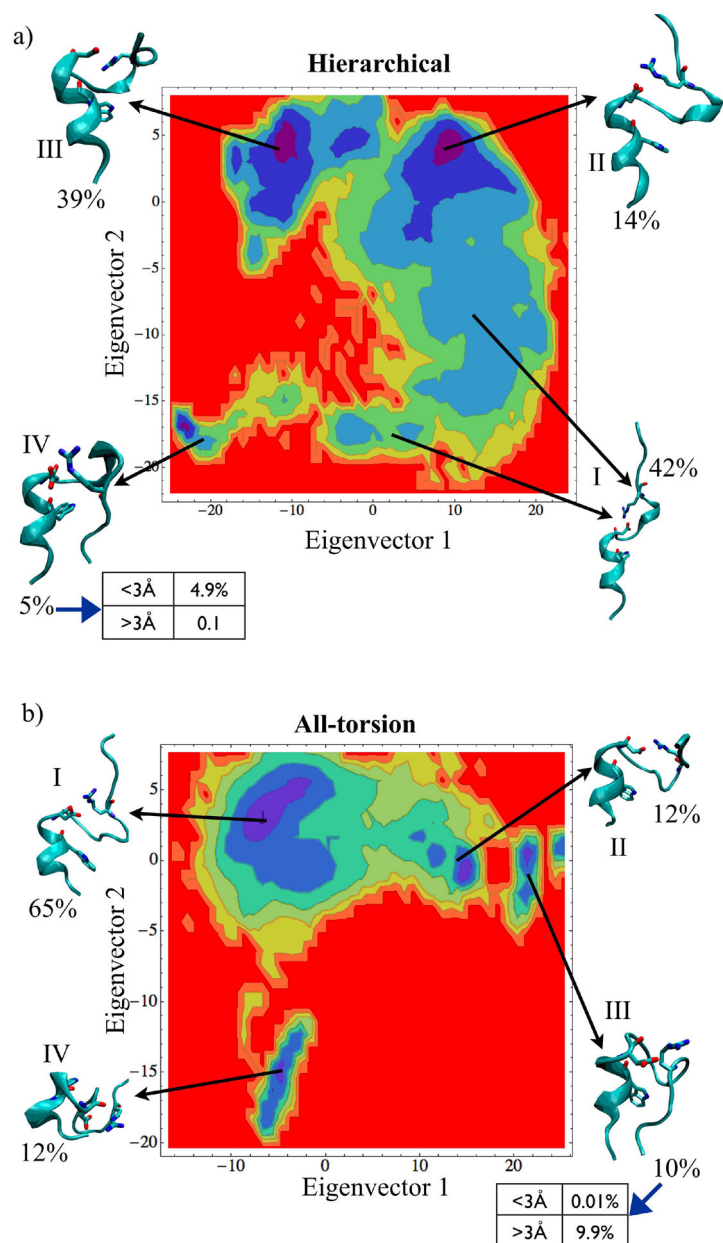 a)
Hierarchical
III
39%
II
14%
5
0
−5
−10
−15
−20
Eigenvector 2
−20 −10 0 10 20
Eigenvector 1
IV
5%
<3Å 4.9%
>3Å 0.1
I
42%
b)
All-torsion
I
65%
II
12%
5
0
−5
−10
−15
−20
Eigenvector 2
−10 0 10 20
Eigenvector 1
IV
12%
III
10%
<3Å 0.01%
>3Å 9.9%